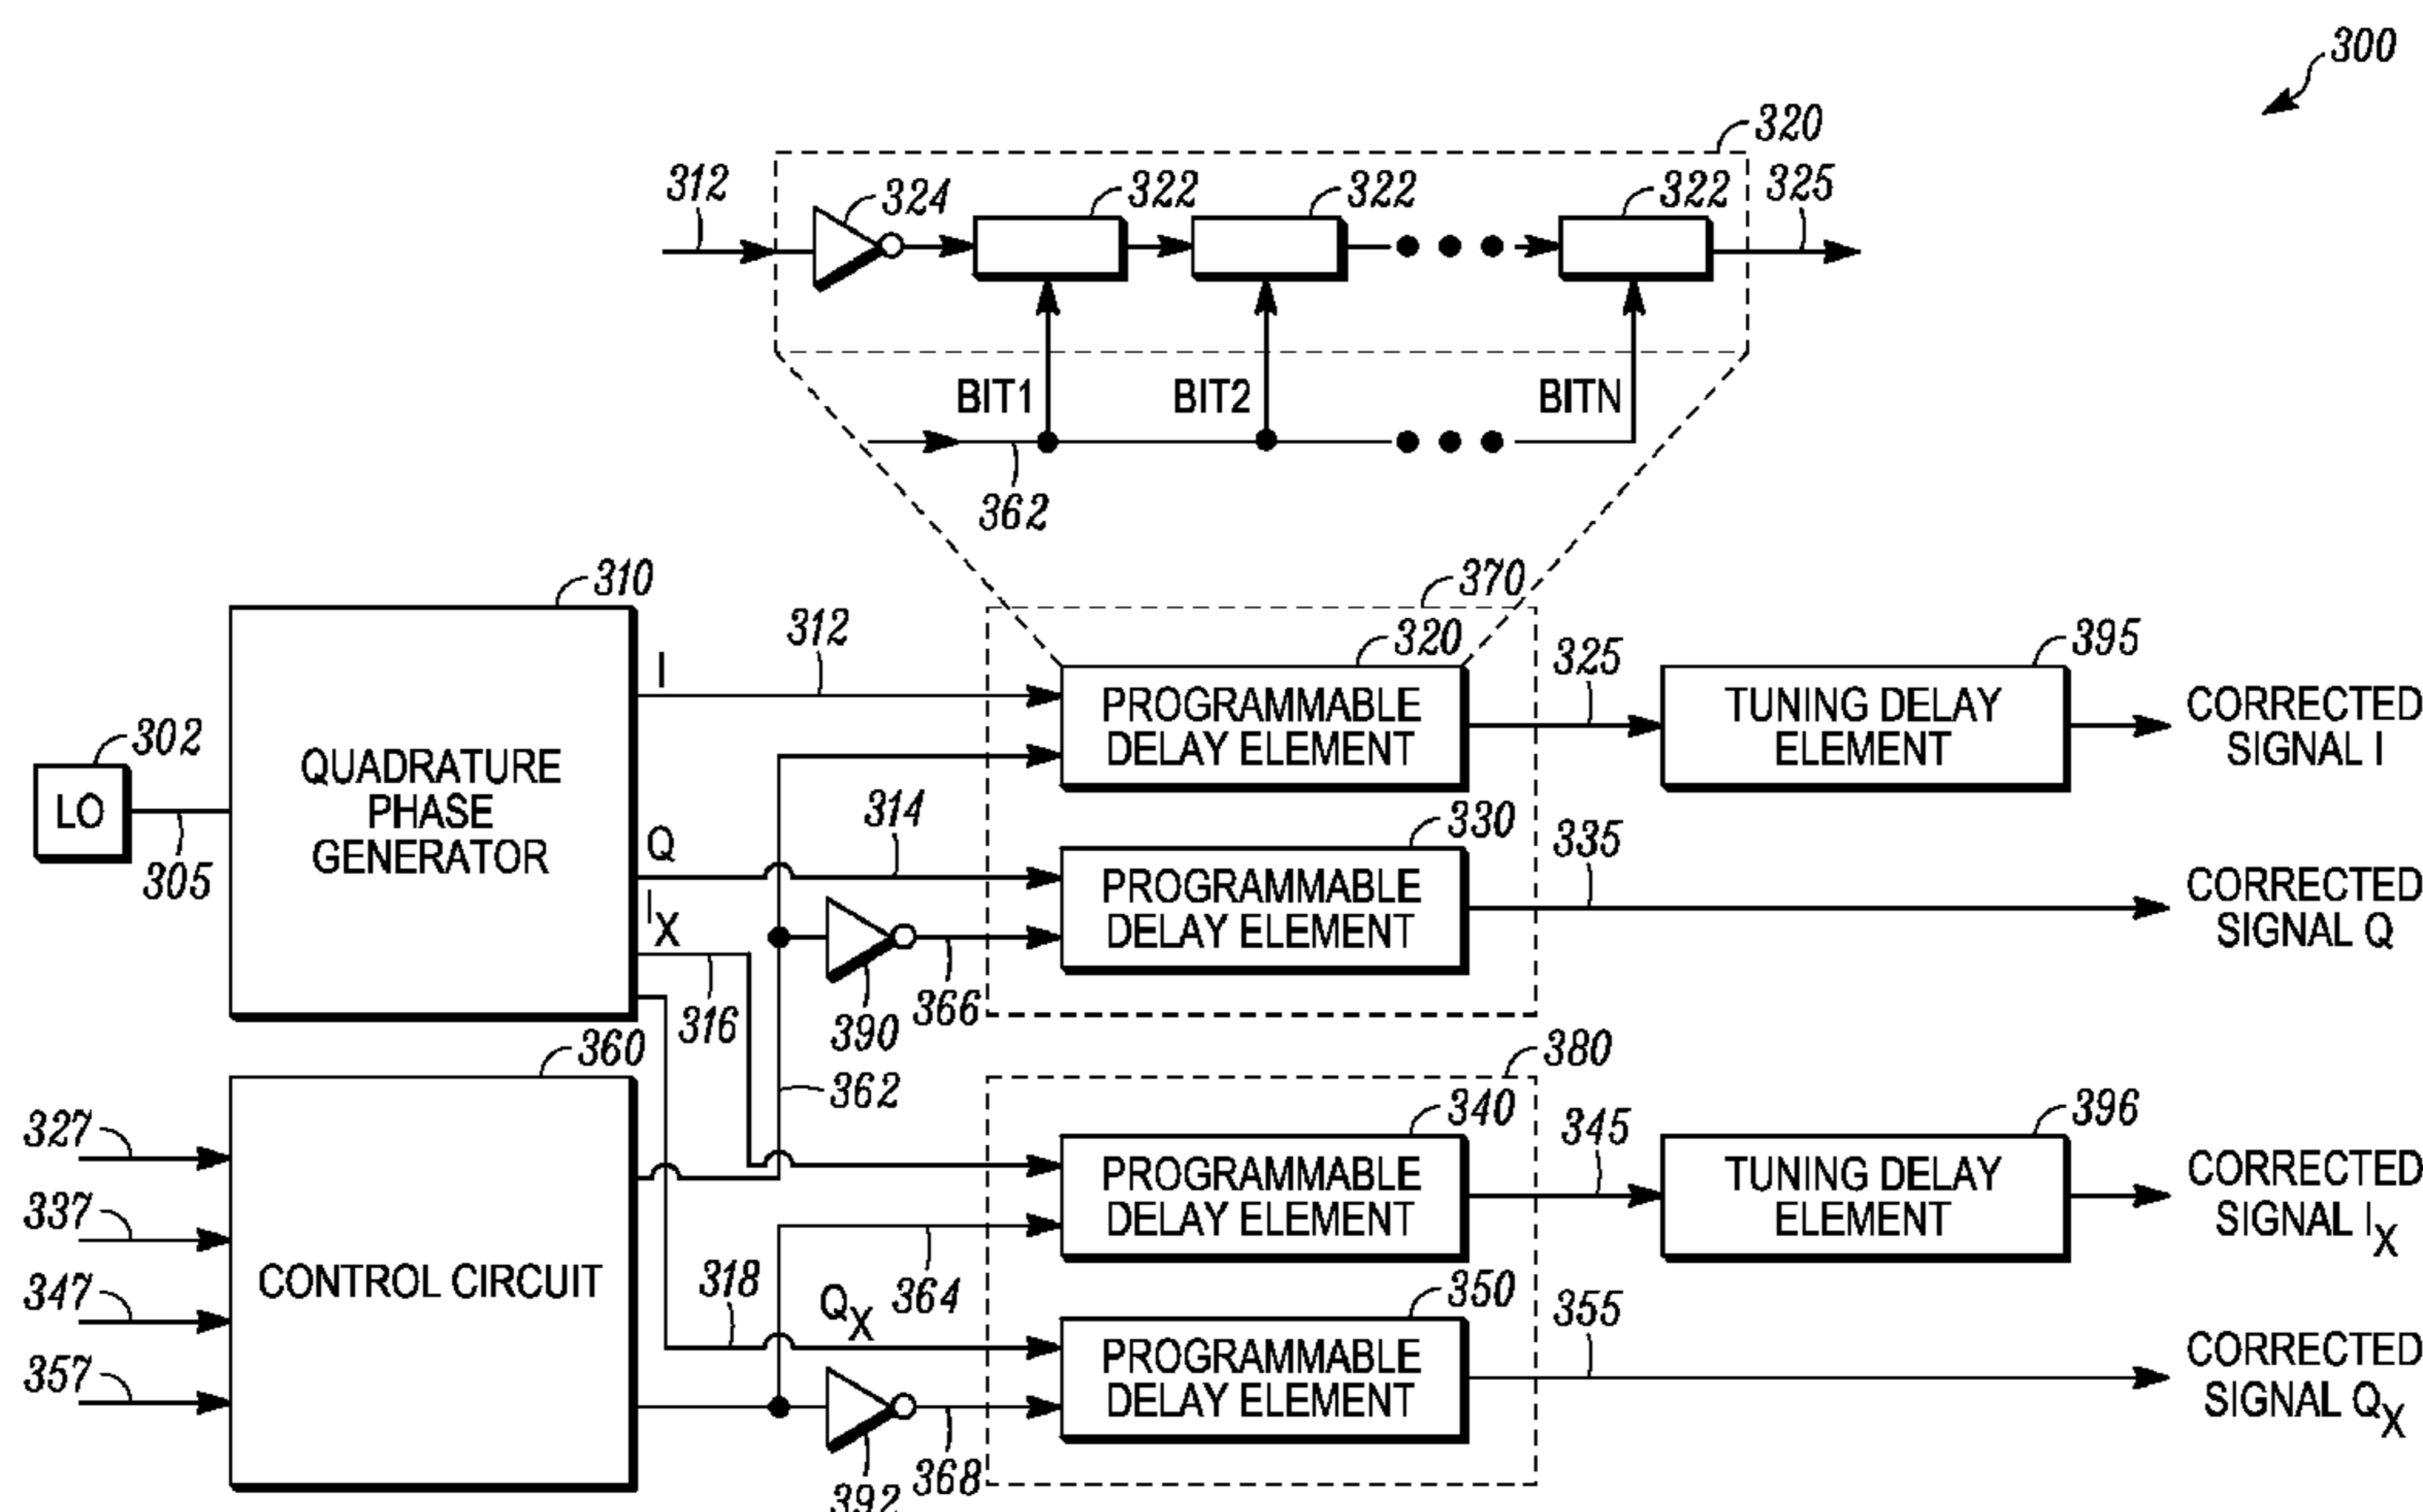 300
320
312
324
322
322
322
325
BIT1
BIT2
BITN
362
310
370
312
320
325
395
I
PROGRAMMABLE
DELAY ELEMENT
TUNING DELAY
ELEMENT
CORRECTED
SIGNAL I
302
LO
305
QUADRATURE
PHASE
GENERATOR
314
330
335
Q
PROGRAMMABLE
DELAY ELEMENT
CORRECTED
SIGNAL Q
IX
316
390
366
360
380
362
340
345
396
327
337
347
357
CONTROL CIRCUIT
PROGRAMMABLE
DELAY ELEMENT
TUNING DELAY
ELEMENT
CORRECTED
SIGNAL IX
318
QX
364
350
355
PROGRAMMABLE
DELAY ELEMENT
CORRECTED
SIGNAL QX
392
368